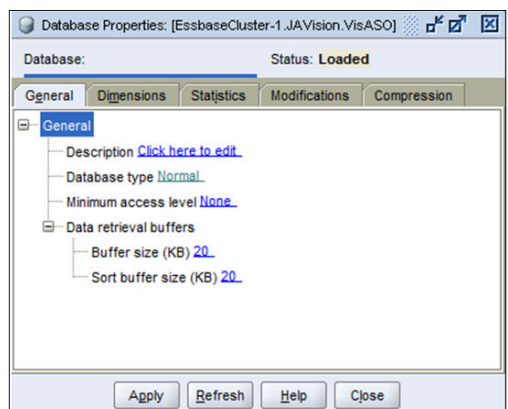 Database Properties: [EssbaseCluster-1.JAVision.VisASO]
Database: Status: Loaded
General Dimensions Statistics Modifications Compression
General
Description Click here to edit
Database type Normal
Minimum access level None
Data retrieval buffers
Buffer size (KB) 20
Sort buffer size (KB) 20
Apply Refresh Help Close